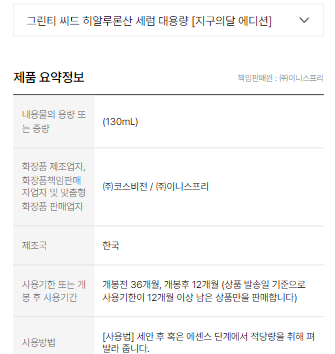 그린티 씨드 히알루론산 세럼 대용량 [지구의달 에디션]
제품 요약정보
책임판매원 : ㈜이니스프리
내용물의 용량 또
는 중량
(130mL)
화장품 제조업자,
화장품책임판매
자업자 및 맞춤형
화장품 판매업자
㈜코스비전 / ㈜이니스프리
제조국
한국
사용기한 또는 개
봉 후 사용기간
개봉전 36개월, 개봉후 12개월 (상품 발송일 기준으로
사용기한이 12개월 이상 남은 상품만을 판매합니다)
사용방법
[사용법] 세안 후 혹은 에센스 단계에서 적당량을 취해 펴
발라 줍니다.